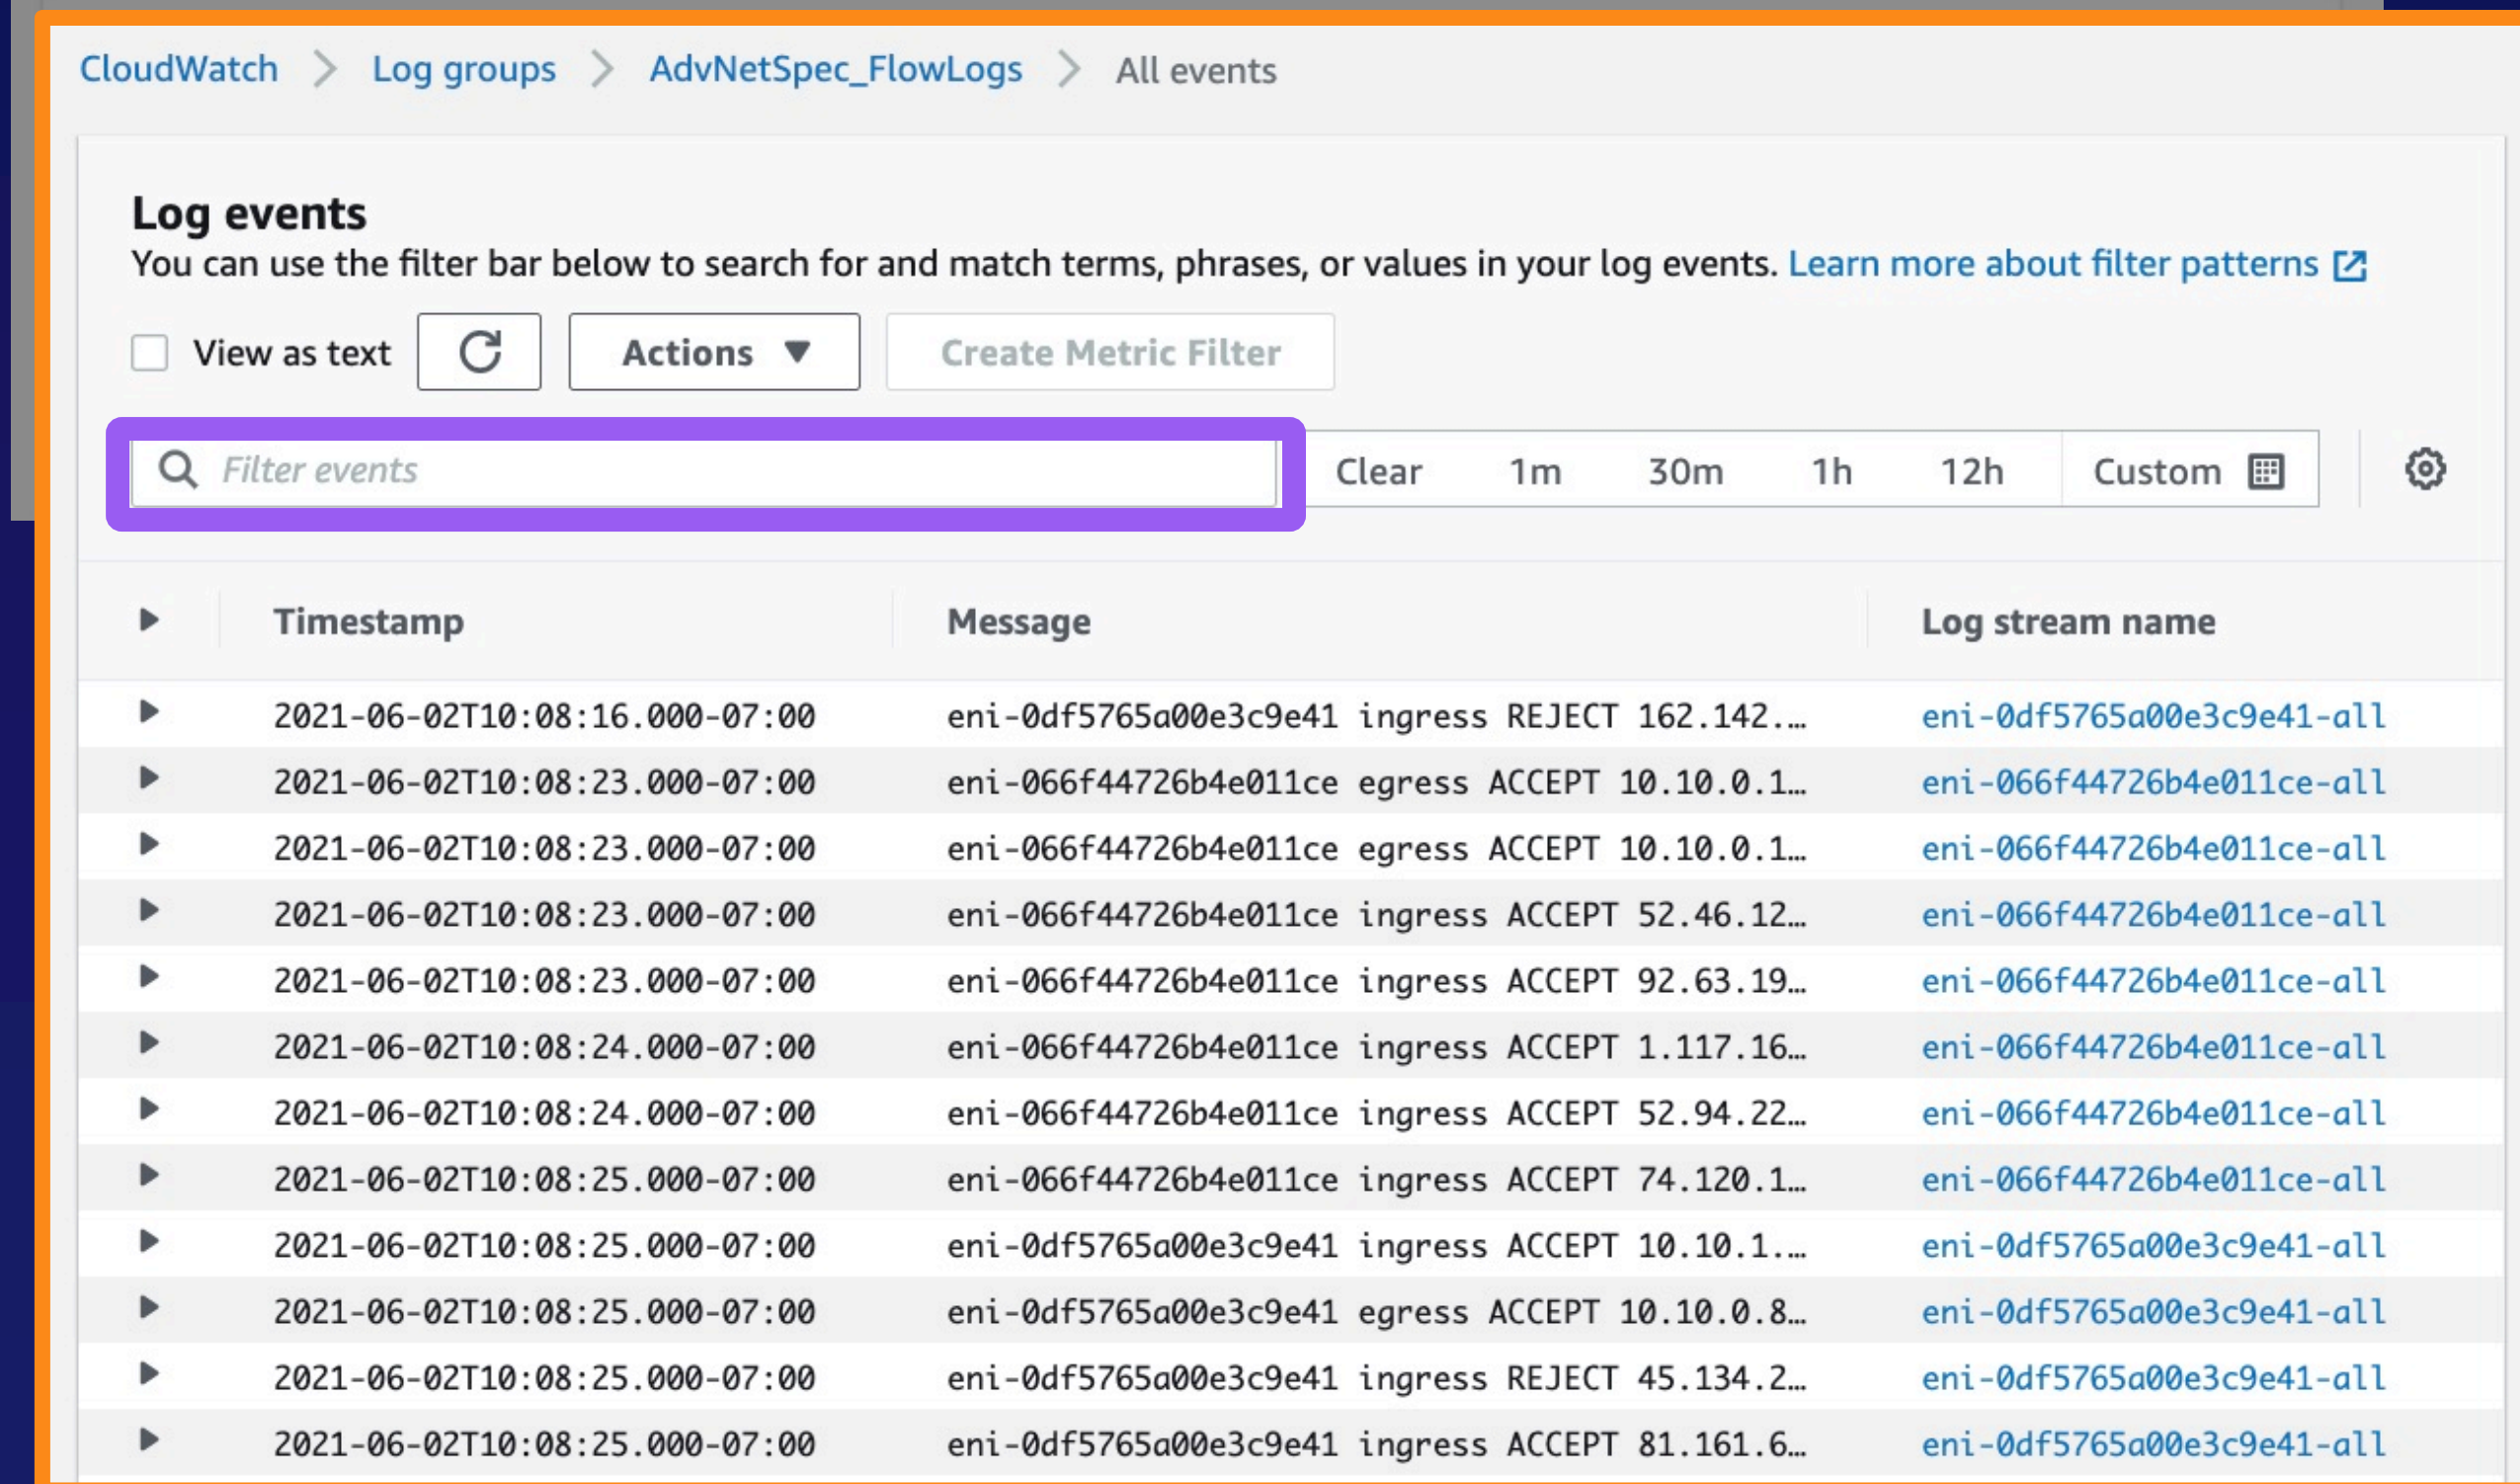 CloudWatch > Log groups > AdvNetSpec_FlowLogs > All events
Log events
You can use the filter bar below to search for and match terms, phrases, or values in your log events. Learn more about filter patterns
View as text Actions Create Metric Filter
Filter events Clear 1m 30m 1h 12h Custom
Timestamp Message Log stream name
2021-06-02T10:08:16.000-07:00 eni-0df5765a00e3c9e41 ingress REJECT 162.142.… eni-0df5765a00e3c9e41-all
2021-06-02T10:08:23.000-07:00 eni-066f44726b4e011ce egress ACCEPT 10.10.0.1… eni-066f44726b4e011ce-all
2021-06-02T10:08:23.000-07:00 eni-066f44726b4e011ce egress ACCEPT 10.10.0.1… eni-066f44726b4e011ce-all
2021-06-02T10:08:23.000-07:00 eni-066f44726b4e011ce ingress ACCEPT 52.46.12… eni-066f44726b4e011ce-all
2021-06-02T10:08:23.000-07:00 eni-066f44726b4e011ce ingress ACCEPT 92.63.19… eni-066f44726b4e011ce-all
2021-06-02T10:08:24.000-07:00 eni-066f44726b4e011ce ingress ACCEPT 1.117.16… eni-066f44726b4e011ce-all
2021-06-02T10:08:24.000-07:00 eni-066f44726b4e011ce ingress ACCEPT 52.94.22… eni-066f44726b4e011ce-all
2021-06-02T10:08:25.000-07:00 eni-066f44726b4e011ce ingress ACCEPT 74.120.1… eni-066f44726b4e011ce-all
2021-06-02T10:08:25.000-07:00 eni-0df5765a00e3c9e41 ingress ACCEPT 10.10.1.… eni-0df5765a00e3c9e41-all
2021-06-02T10:08:25.000-07:00 eni-0df5765a00e3c9e41 egress ACCEPT 10.10.0.8… eni-0df5765a00e3c9e41-all
2021-06-02T10:08:25.000-07:00 eni-0df5765a00e3c9e41 ingress REJECT 45.134.2… eni-0df5765a00e3c9e41-all
2021-06-02T10:08:25.000-07:00 eni-0df5765a00e3c9e41 ingress ACCEPT 81.161.6… eni-0df5765a00e3c9e41-all